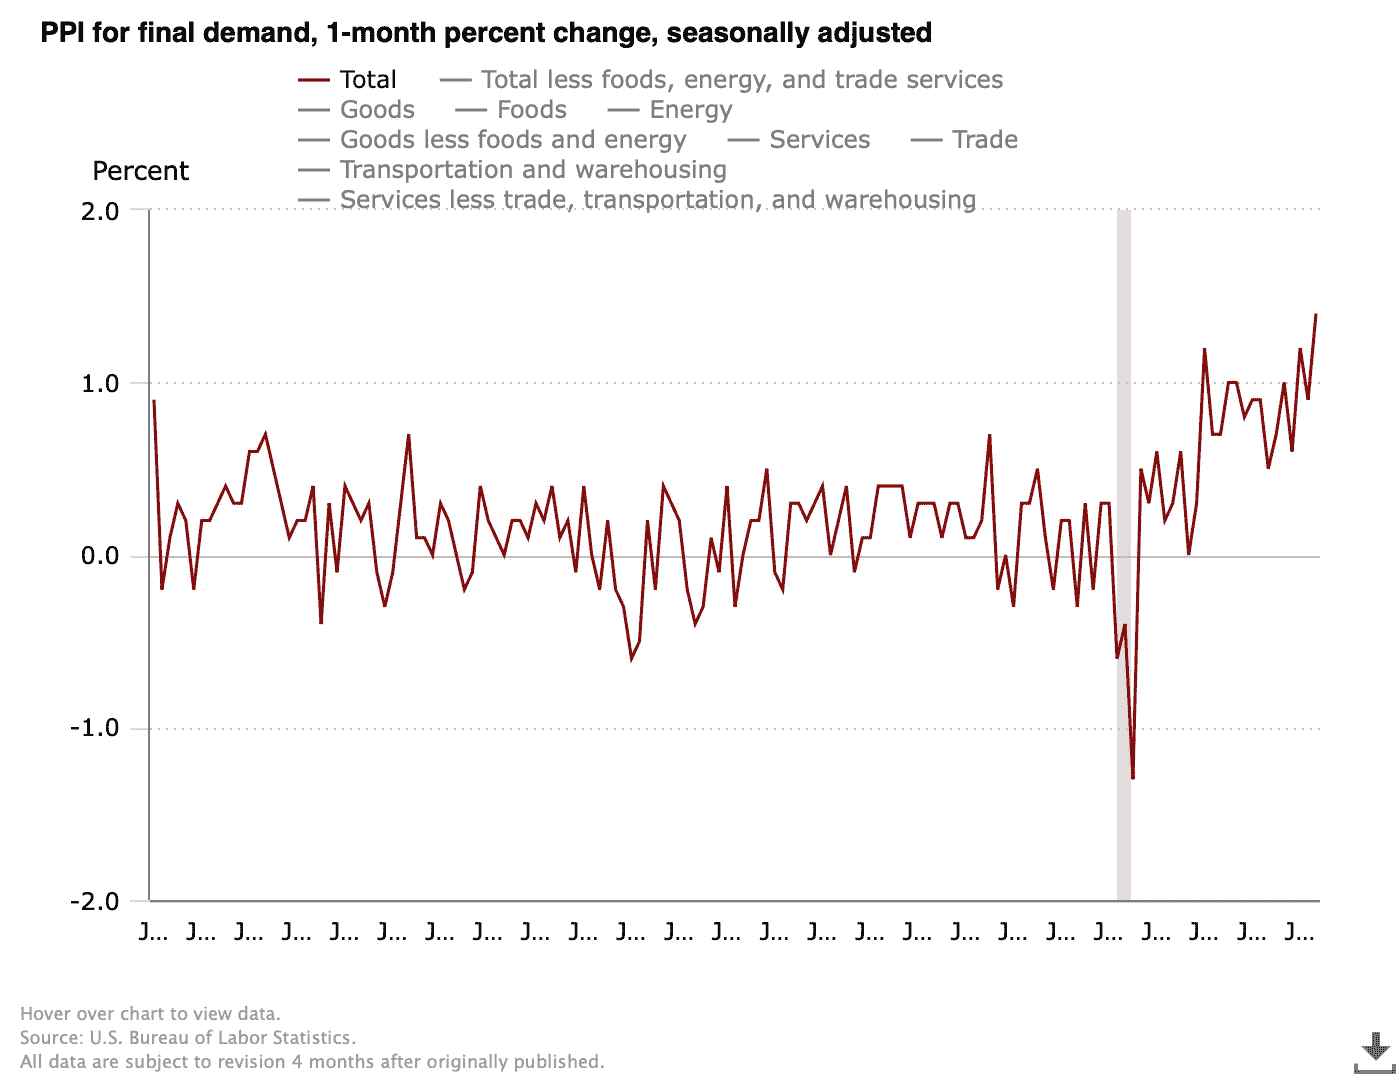 PPI for final demand, 1-month percent change, seasonally adjusted
Total Total less foods, energy, and trade services
Goods Foods Energy
Goods less foods and energy Services Trade
Transportation and warehousing
Services less trade, transportation, and warehousing
Percent
2.0
1.0
0.0
-1.0
-2.0
J... J... J... J... J... J... J... J... J... J... J... J... J... J... J... J... J... J... J... J... J... J... J... J... J...
Hover over chart to view data.
Source: U.S. Bureau of Labor Statistics.
All data are subject to revision 4 months after originally published.